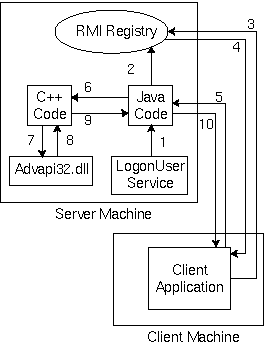 RMI Registry
3
4
2
5
C++
Code
6
9
Java
Code
10
7
8
1
Advapi32.dll
LogonUser
Service
Server Machine
Client
Application
Client Machine